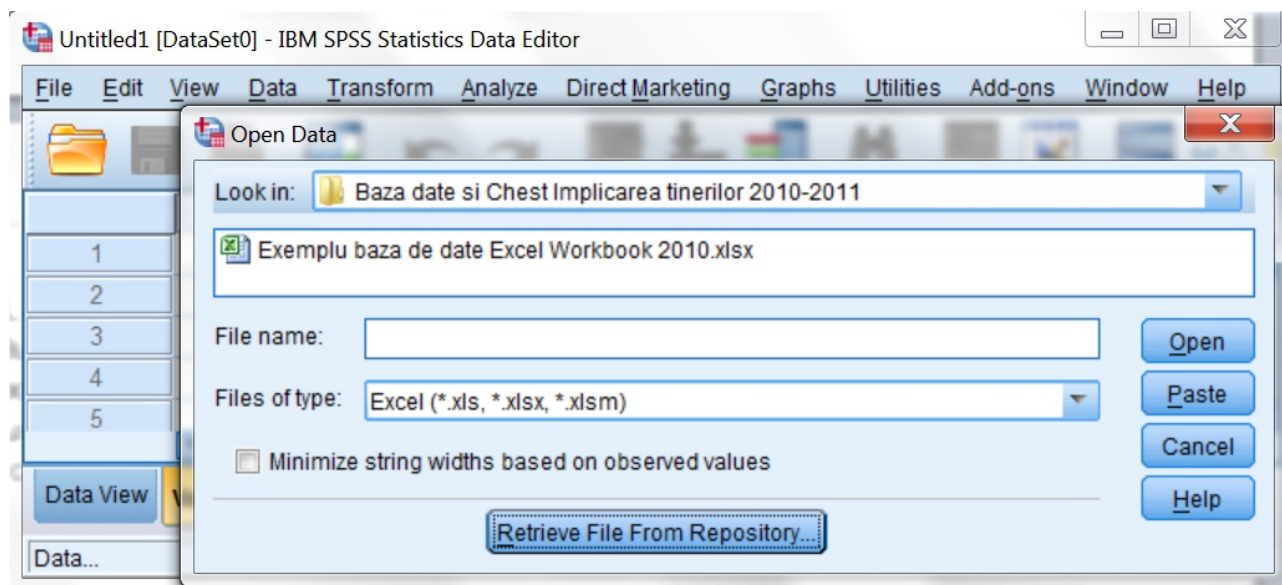 Untitled1 [DataSet0] - IBM SPSS Statistics Data Editor
File Edit View Data Transform Analyze Direct Marketing Graphs Utilities Add-ons Window Help
Open Data
Look in: Baza date si Chest Implicarea tinerilor 2010-2011
Exemplu baza de date Excel Workbook 2010.xlsx
1
2
3
4
5
File name:
Open
Files of type: Excel (*.xls, *.xlsx, *.xlsm)
Paste
Minimize string widths based on observed values
Cancel
Help
Retrieve File From Repository...
Data View
Data...